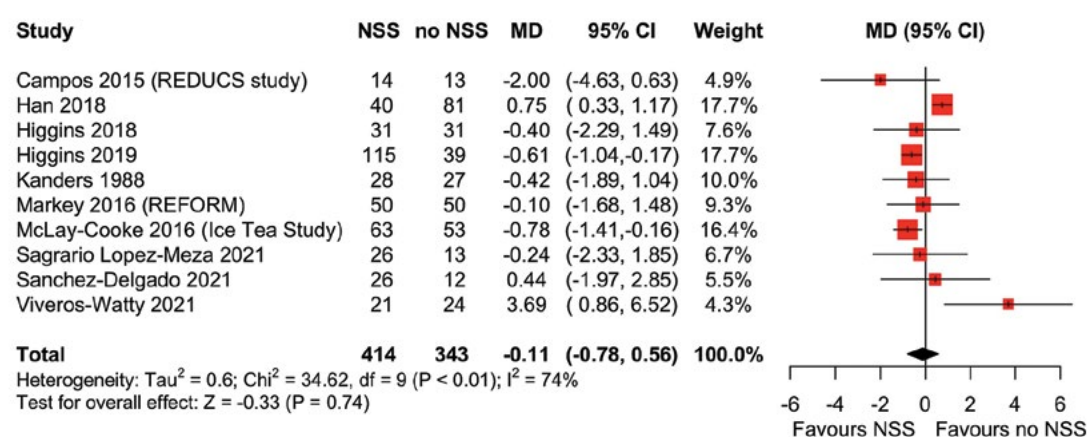 Study NSS no NSS MD 95% CI Weight MD (95% CI)
Campos 2015 (REDUCS study) 14 13 -2.00 (-4.63, 0.63) 4.9%
Han 2018 40 81 0.75 ( 0.33, 1.17) 17.7%
Higgins 2018 31 31 -0.40 (-2.29, 1.49) 7.6%
Higgins 2019 115 39 -0.61 (-1.04,-0.17) 17.7%
Kanders 1988 28 27 -0.42 (-1.89, 1.04) 10.0%
Markey 2016 (REFORM) 50 50 -0.10 (-1.68, 1.48) 9.3%
McLay-Cooke 2016 (Ice Tea Study) 63 53 -0.78 (-1.41,-0.16) 16.4%
Sagrario Lopez-Meza 2021 26 13 -0.24 (-2.33, 1.85) 6.7%
Sanchez-Delgado 2021 26 12 0.44 (-1.97, 2.85) 5.5%
Viveros-Watty 2021 21 24 3.69 ( 0.86, 6.52) 4.3%
Total 414 343 -0.11 (-0.78, 0.56) 100.0%
Heterogeneity: Tau² = 0.6; Chi² = 34.62, df = 9 (P < 0.01); I² = 74%
Test for overall effect: Z = -0.33 (P = 0.74)
-6 -4 -2 0 2 4 6
Favours NSS Favours no NSS